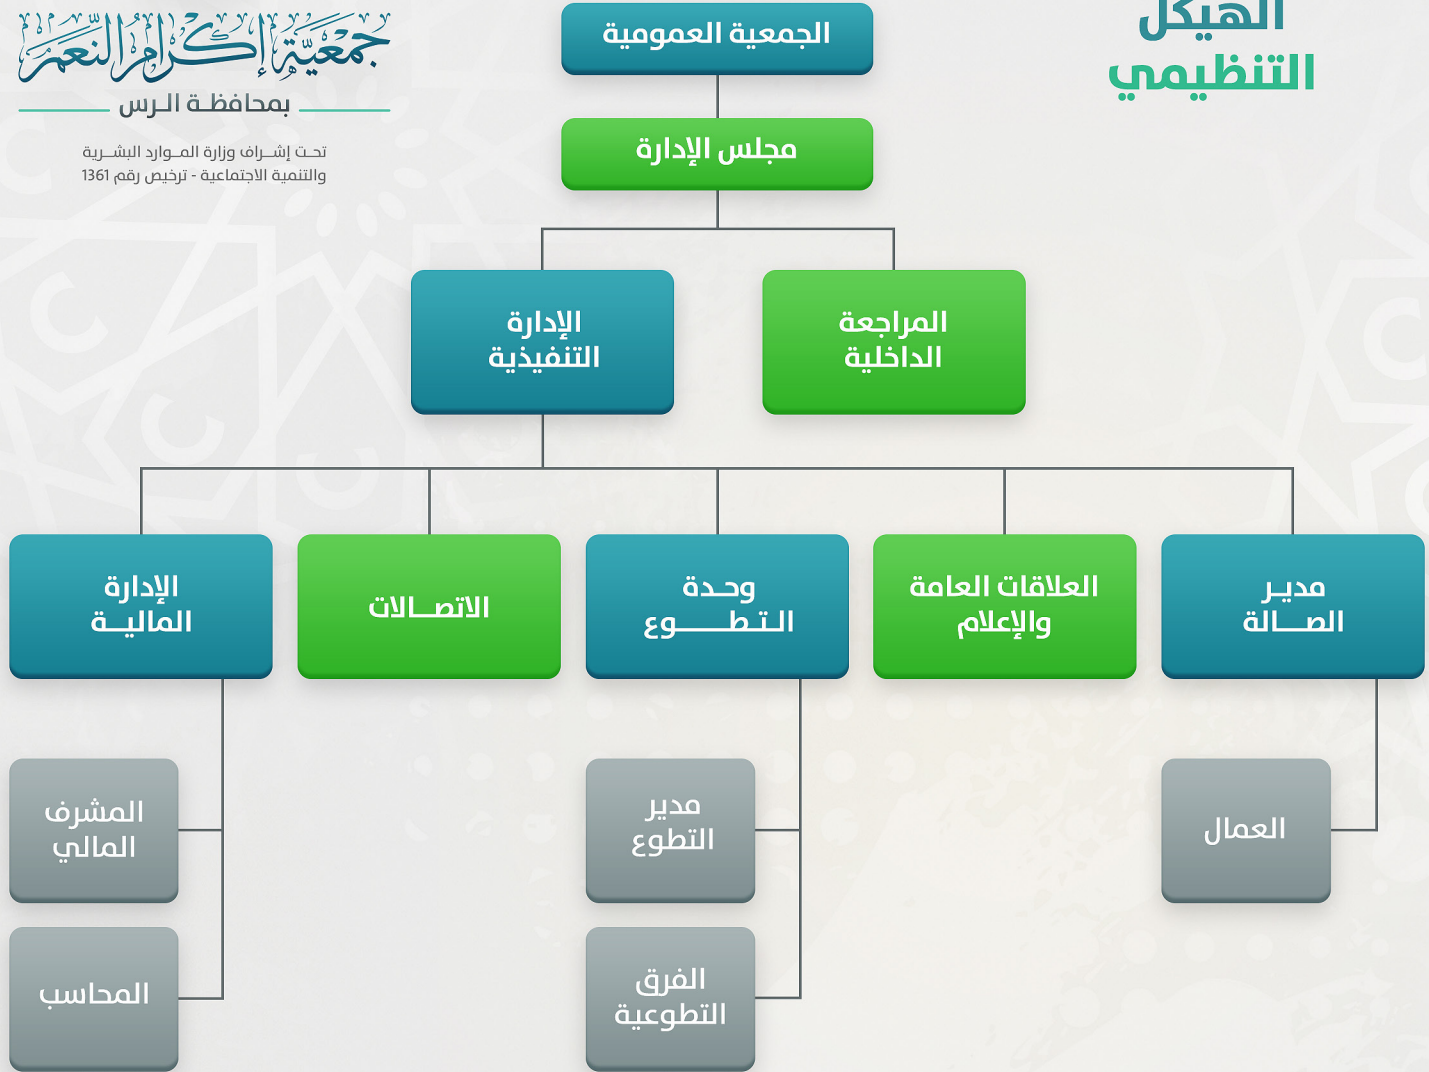 الهيكل
التنظيمي
جمعية إكرام النعم
بمحافظة الرس
تحت إشراف وزارة الموارد البشرية
والتنمية الاجتماعية - ترخيص رقم 1361
الجمعية العمومية
مجلس الإدارة
المراجعة
الداخلية
الإدارة
التنفيذية
مدير
الصالة
العلاقات العامة
والإعلام
وحدة
التطوع
الاتصالات
الإدارة
المالية
العمال
مدير
التطوع
المشرف
المالي
الفرق
التطوعية
المحاسب